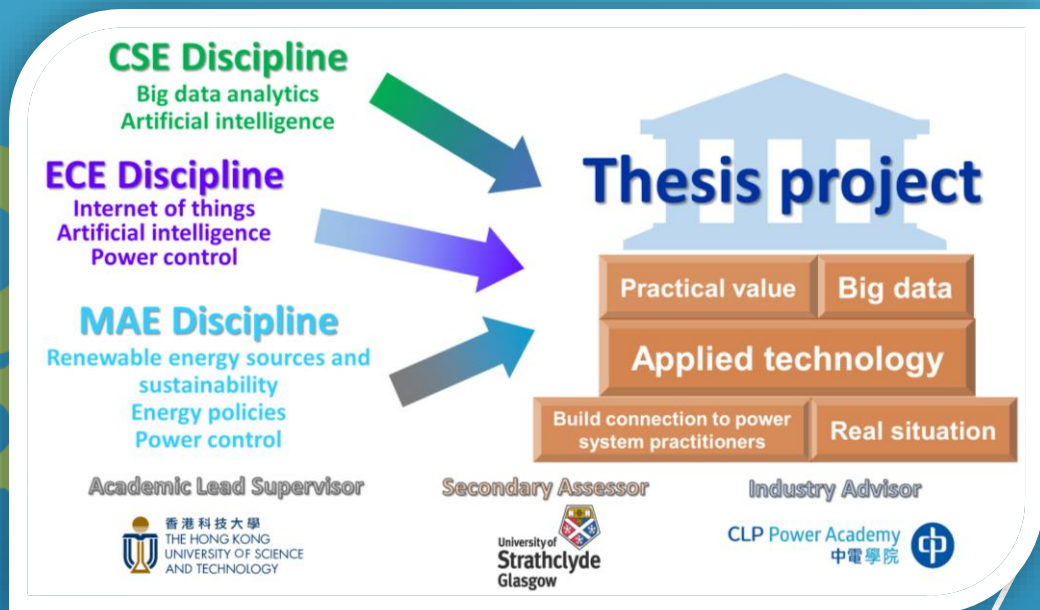 CSE Discipline
Big data analytics
Artificial intelligence
ECE Discipline
Internet of things
Artificial intelligence
Power control
MAE Discipline
Renewable energy sources and
sustainability
Energy policies
Power control
Thesis project
Practical value
Big data
Applied technology
Build connection to power
system practitioners
Real situation
Academic Lead Supervisor
香港科技大學
THE HONG KONG
UNIVERSITY OF SCIENCE
AND TECHNOLOGY
Secondary Assessor
University of
Strathclyde
Glasgow
Industry Advisor
CLP Power Academy
中電學院